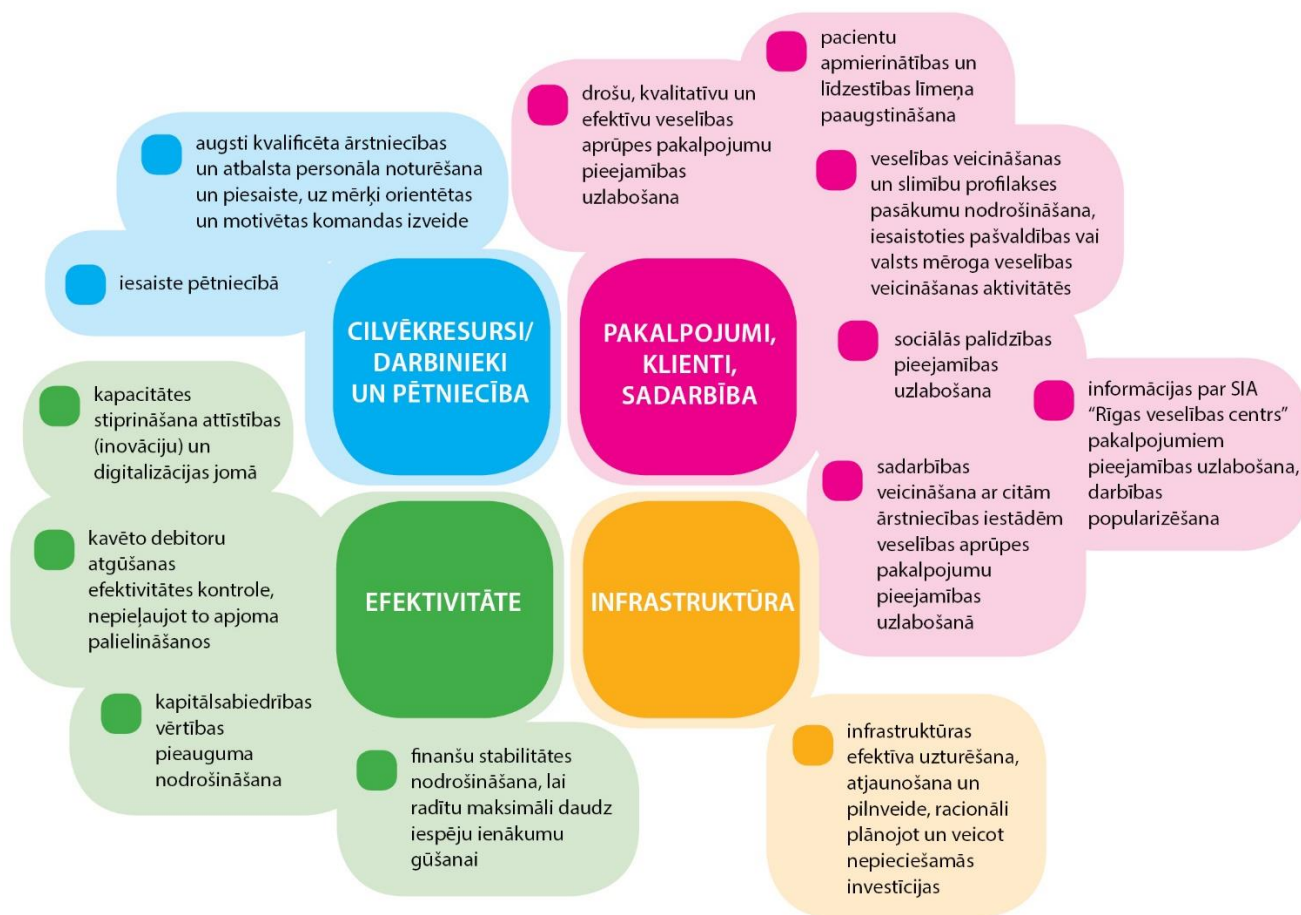 pacientu
apmierinātības un
līdzestības līmeņa
paaugstināšana
drošu, kvalitatīvu un
efektīvu veselības
aprūpes pakalpojumu
pieejamības
uzlabošana
augsti kvalificēta ārstniecības
un atbalsta personāla noturēšana
un piesaiste, uz mērķi orientētas
un motivētas komandas izveide
veselības veicināšanas
un slimību profilakses
pasākumu nodrošināšana,
iesaistoties pašvaldības vai
valsts mēroga veselības
veicināšanas aktivitātēs
iesaiste pētniecībā
CILVĒKRESURSI/
DARBINIEKI
UN PĒTNIECĪBA
PAKALPOJUMI,
KLIENTI,
SADARBĪBA
sociālās palīdzības
pieejamības
uzlabošana
informācijas par SIA
“Rīgas veselības centrs”
pakalpojumiem
pieejamības uzlabošana,
darbības
popularizēšana
kapacitātes
stiprināšana attīstības
(inovāciju) un
digitalizācijas jomā
sadarbības
veicināšana ar citām
ārstniecības iestādēm
veselības aprūpes
pakalpojumu
pieejamības
uzlabošanā
kavēto debitoru
atgūšanas
efektivitātes kontrole,
nepieļaujot to apjoma
palielināšanos
EFEKTIVITĀTE
INFRASTRUKTŪRA
kapitālsabiedrības
vērtības
pieauguma
nodrošināšana
finanšu stabilitātes
nodrošināšana, lai
radītu maksimāli daudz
iespēju ienākumu
gūšanai
infrastruktūras
efektīva uzturēšana,
atjaunošana un
pilnveide, racionāli
plānojot un veicot
nepieciešamās
investīcijas